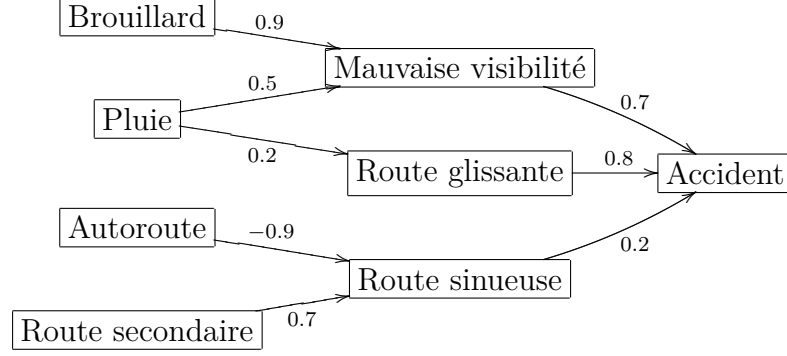 Brouillard
0.9
Mauvaise visibilité
0.5
0.7
Pluie
0.2
Route glissante
0.8
Accident
Autoroute
−0.9
0.2
Route sinueuse
0.7
Route secondaire